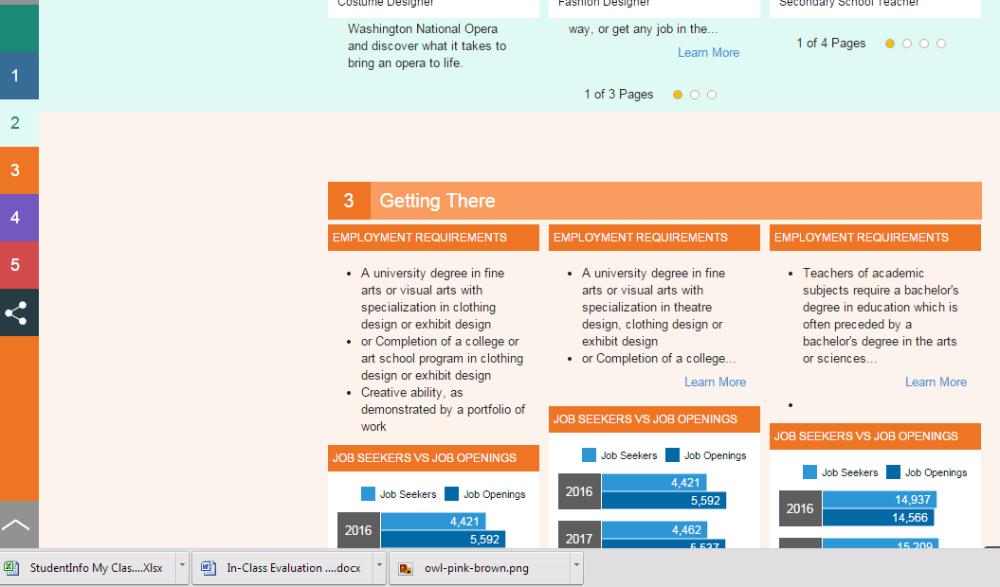 Costume Designer
Washington National Opera
and discover what it takes to
bring an opera to life.
Fashion Designer
way, or get any job in the...
Learn More
1 of 3 Pages
Secondary School Teacher
1 of 4 Pages
1
2
3
4
5
3 Getting There
EMPLOYMENT REQUIREMENTS
A university degree in fine
arts or visual arts with
specialization in clothing
design or exhibit design
or Completion of a college or
art school program in clothing
design or exhibit design
Creative ability, as
demonstrated by a portfolio of
work
JOB SEEKERS VS JOB OPENINGS
Job Seekers Job Openings
2016 4,421
5,592
EMPLOYMENT REQUIREMENTS
A university degree in fine
arts or visual arts with
specialization in theatre
design, clothing design or
exhibit design
or Completion of a college...
Learn More
JOB SEEKERS VS JOB OPENINGS
Job Seekers Job Openings
2016 4,421
5,592
2017 4,462
5,527
EMPLOYMENT REQUIREMENTS
Teachers of academic
subjects require a bachelor's
degree in education which is
often preceded by a
bachelor's degree in the arts
or sciences...
Learn More
JOB SEEKERS VS JOB OPENINGS
Job Seekers Job Openings
2016 14,937
14,566
15,209
StudentInfo My Clas....Xlsx
In-Class Evaluation ....docx
owl-pink-brown.png